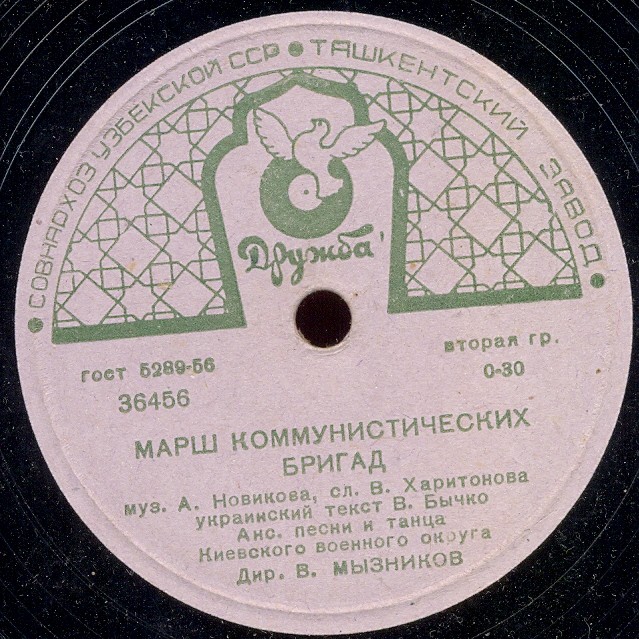 СОВНАРХОЗ УЗБЕКСКОЙ ССР • ТАШКЕНТСКИЙ ЗАВОД
Дружба
гост 5289-56
вторая гр.
36456
0-30
МАРШ КОММУНИСТИЧЕСКИХ
БРИГАД
муз. А. Новикова, сл. В. Харитонова
украинский текст В. Бычко
Анс. песни и танца
Киевского военного округа
Дир. В. МЫЗНИКОВ